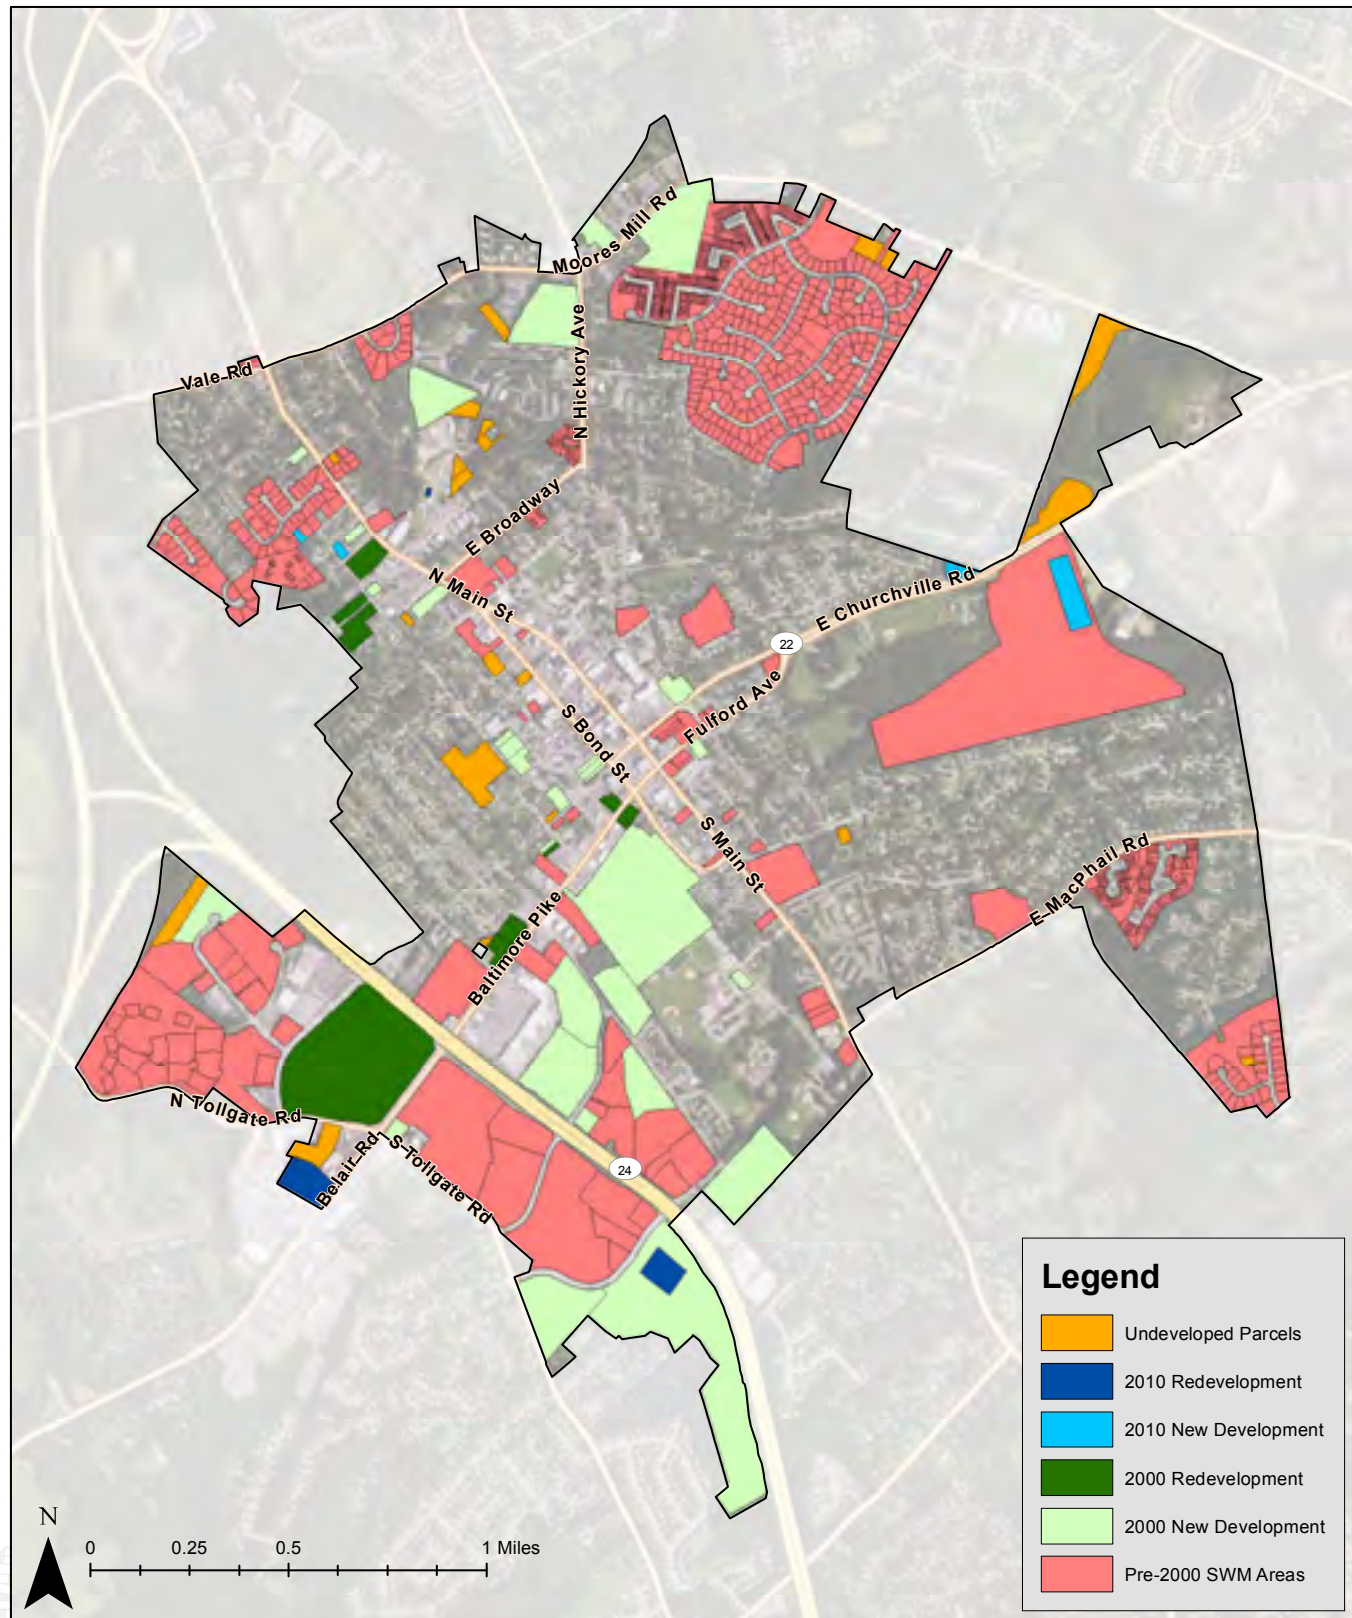 Moores Mill Rd
Vale Rd
N Hickory Ave
E Broadway
N Main St
E Churchville Rd
22
Fulford Ave
S Bond St
S Main St
E MacPhail Rd
Baltimore Pike
N Tollgate Rd
Belair Rd
S Tollgate Rd
24
Legend
Undeveloped Parcels
2010 Redevelopment
2010 New Development
2000 Redevelopment
2000 New Development
Pre-2000 SWM Areas
N
0 0.25 0.5 1 Miles